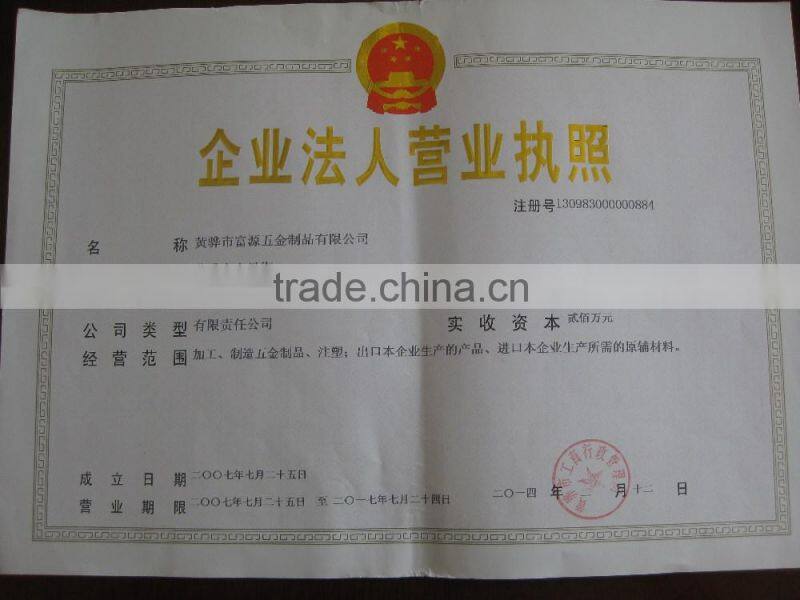 企业法人营业执照
注册号130983000000884
名 称 黄骅市富源五金制品有限公司
trade.china.cn
公司类型 有限责任公司 实收资本 贰佰万元
经营范围 加工、制造五金制品、注塑;出口本企业生产的产品、进口本企业生产所需的原辅材料。
成立日期 二〇〇七年七月二十五日
营业期限 二〇〇七年七月二十五日 至 二〇一七年七月二十四日
二〇一四 年 月 十二 日
工商行政管理